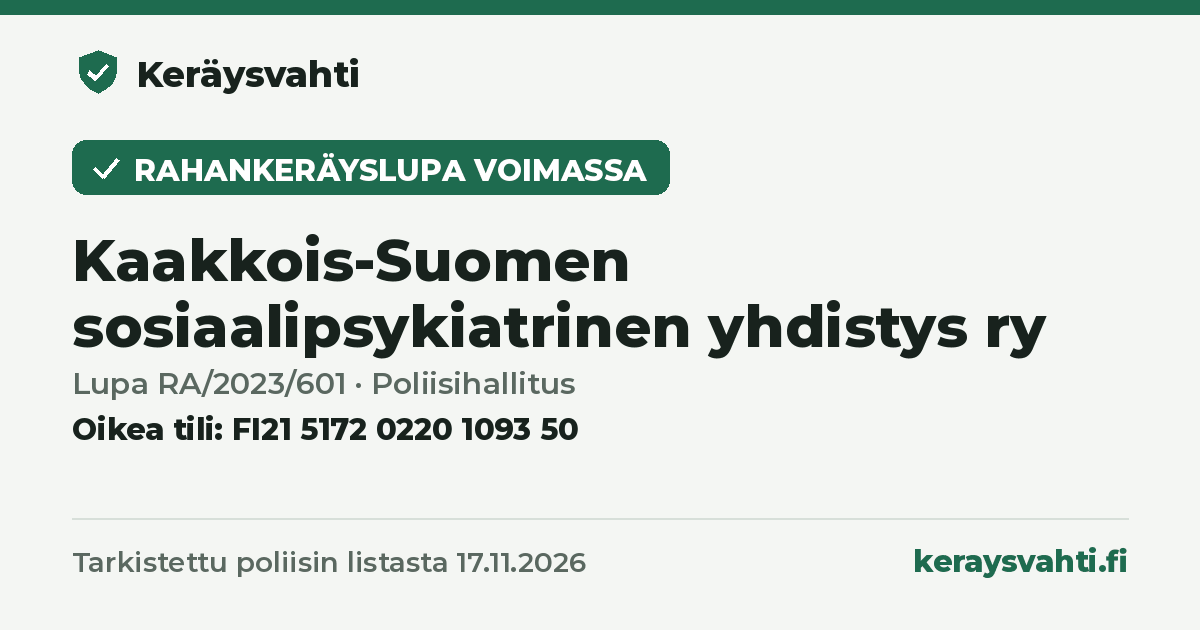 Keräysvahti
RAHANKERÄYSLUPA VOIMASSA
Kaakkois-Suomen
sosiaalipsykiatrinen yhdistys ry
Lupa RA/2023/601 · Poliisihallitus
Oikea tili: FI21 5172 0220 1093 50
Tarkistettu poliisin listasta 17.11.2026
keraysvahti.fi